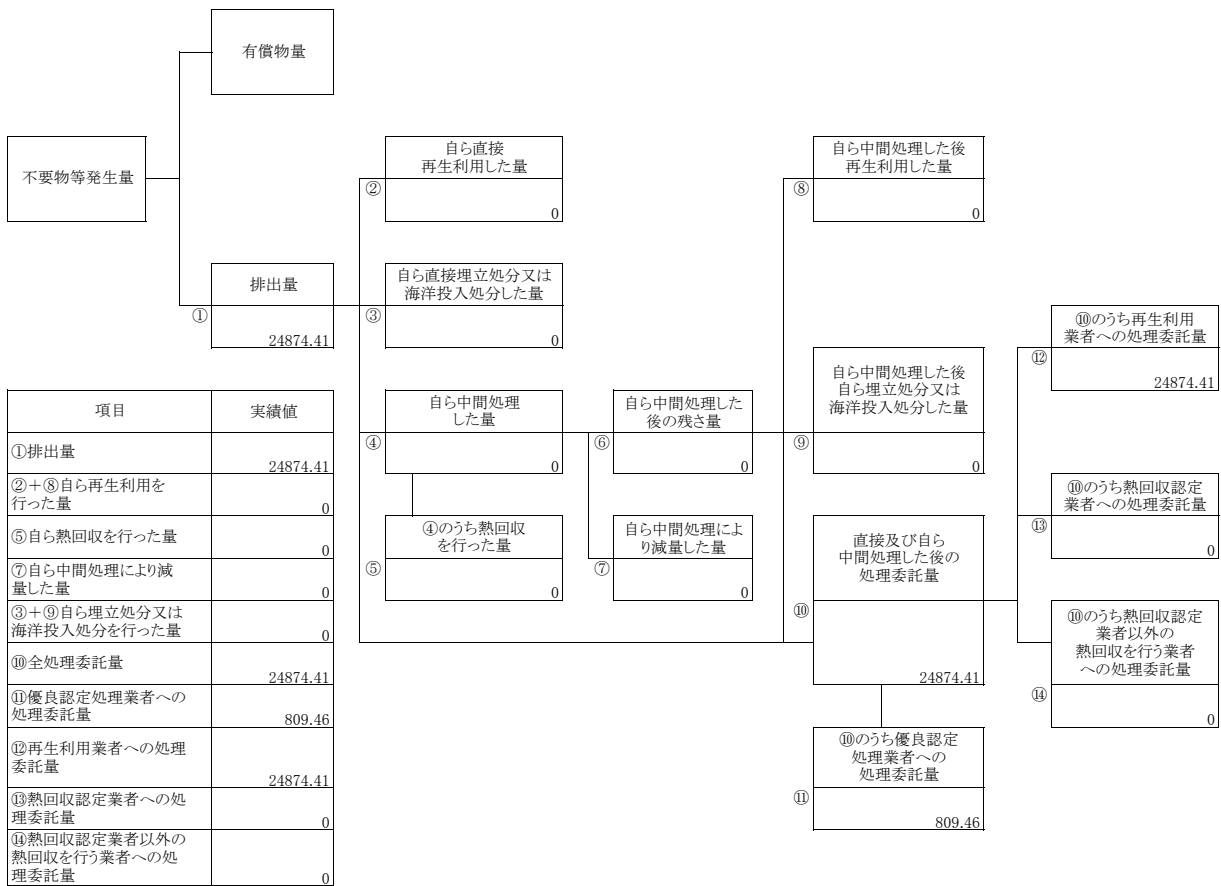 有償物量
不要物等発生量
排出量
①
24874.41
自ら直接
再生利用した量
②
0
自ら直接埋立処分又は
海洋投入処分した量
③
0
自ら中間処理
した量
④
0
④のうち熱回収
を行った量
⑤
0
自ら中間処理した
後の残さ量
⑥
0
自ら中間処理によ
り減量した量
⑦
0
自ら中間処理した後
再生利用した量
⑧
0
自ら中間処理した後
自ら埋立処分又は
海洋投入処分した量
⑨
0
直接及び自ら
中間処理した後の
処理委託量
⑩
24874.41
⑩のうち優良認定
処理業者への
処理委託量
⑪
809.46
⑩のうち再生利用
業者への処理委託量
⑫
24874.41
⑩のうち熱回収認定
業者への処理委託量
⑬
0
⑩のうち熱回収認定
業者以外の
熱回収を行う業者
への処理委託量
⑭
0
項目 実績値
①排出量
24874.41
②+⑧自ら再生利用を
行った量
0
⑤自ら熱回収を行った量
0
⑦自ら中間処理により減
量した量
0
③+⑨自ら埋立処分又は
海洋投入処分を行った量
0
⑩全処理委託量
24874.41
⑪優良認定処理業者への
処理委託量
809.46
⑫再生利用業者への処理
委託量
24874.41
⑬熱回収認定業者への処
理委託量
0
⑭熱回収認定業者以外の
熱回収を行う業者への処
理委託量
0